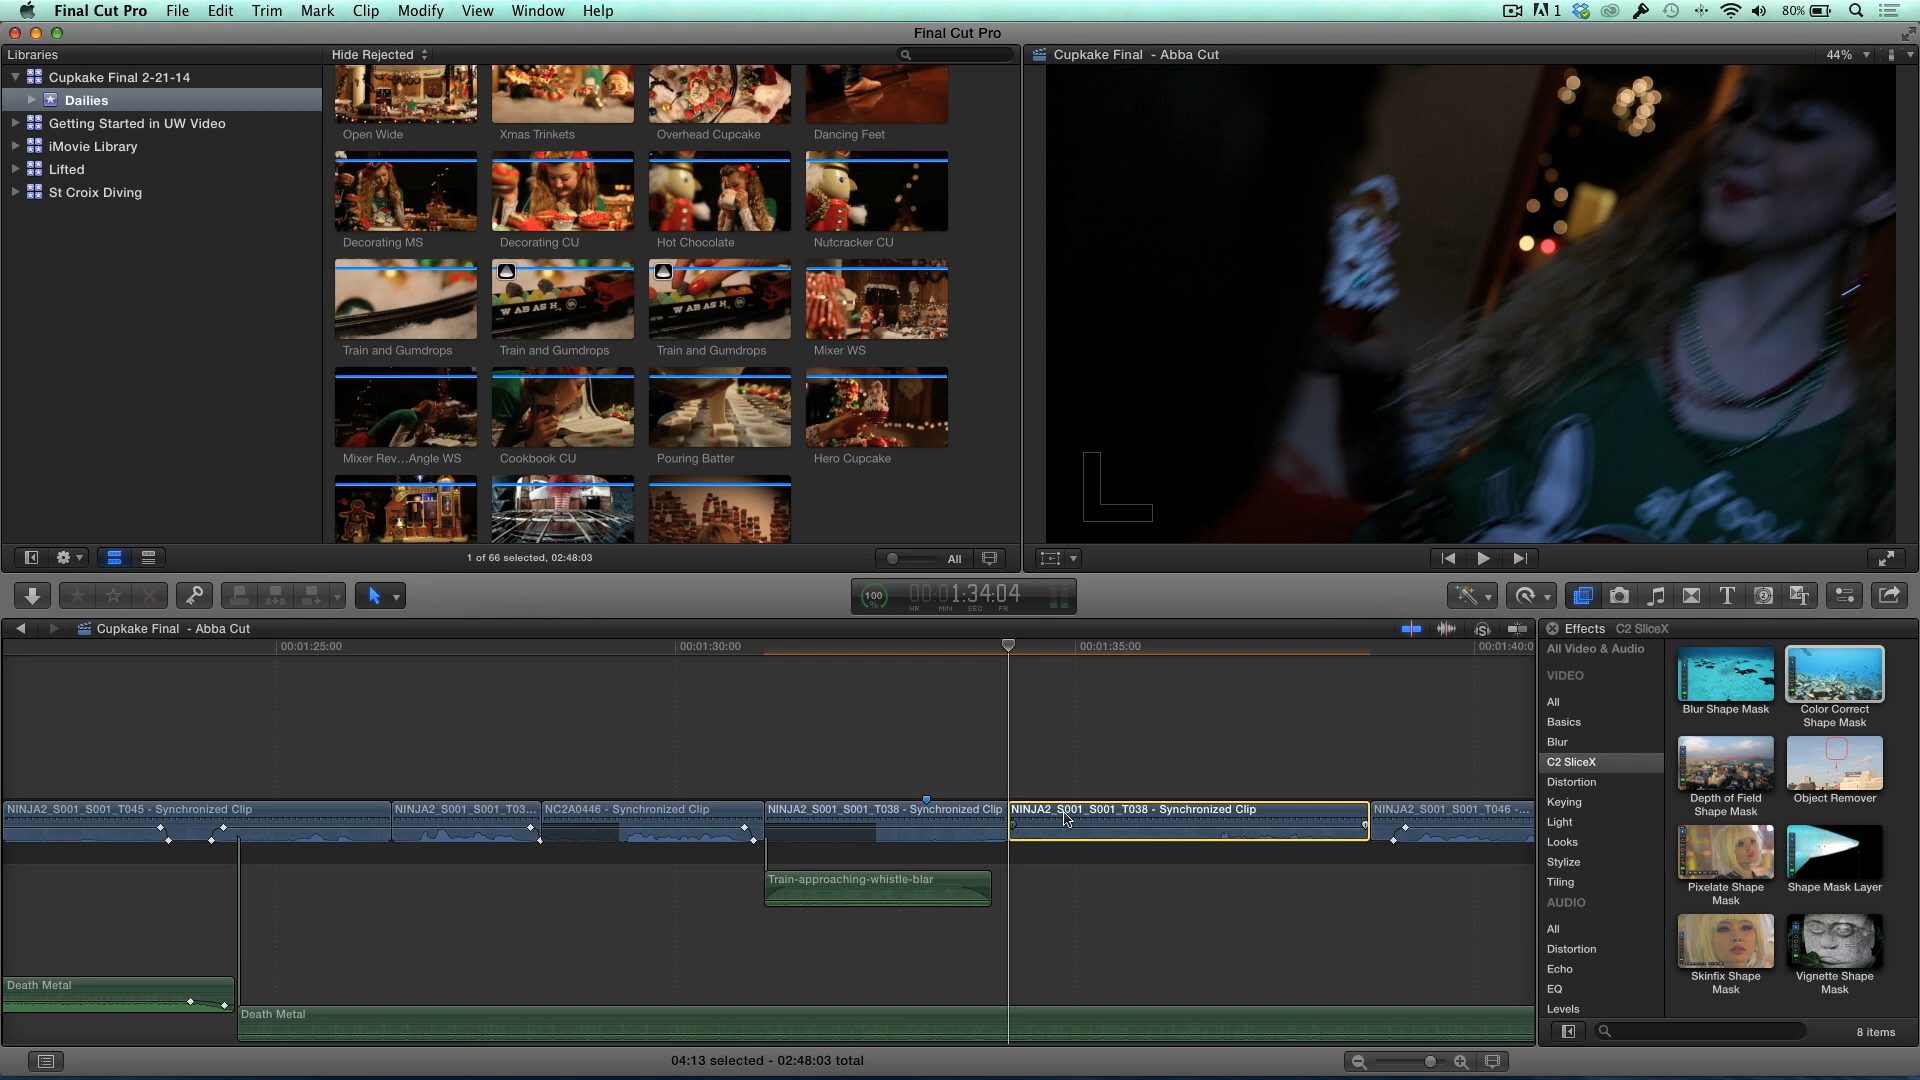 Final Cut Pro File Edit Trim Mark Clip Modify View Window Help
1 80%
Final Cut Pro
Libraries
Hide Rejected
Cupkake Final - Abba Cut
44%
Cupkake Final 2-21-14
Dailies
Getting Started in UW Video
iMovie Library
Lifted
St Croix Diving
Open Wide Xmas Trinkets Overhead Cupcake Dancing Feet
Decorating MS Decorating CU Hot Chocolate Nutcracker CU
WABASH WABASH
Train and Gumdrops Train and Gumdrops Train and Gumdrops Mixer WS
Mixer Rev...Angle WS Cookbook CU Pouring Batter Hero Cupcake
1 of 66 selected, 02:48:03
All
100 %
00:01:34:04
HR MIN SEC FR
Cupkake Final - Abba Cut
00:01:25:00 00:01:30:00 00:01:35:00 00:01:40:0
NINJA2_S001_S001_T045 - Synchronized Clip
NINJA2_S001_S001_T03...
NC2A0446 - Synchronized Clip
NINJA2_S001_S001_T038 - Synchronized Clip
NINJA2_S001_S001_T038 - Synchronized Clip
NINJA2_S001_S001_T046 -...
Train-approaching-whistle-blar
Death Metal
Death Metal
04:13 selected - 02:48:03 total
Effects C2 SliceX
All Video & Audio
VIDEO
All
Basics
Blur
C2 SliceX
Distortion
Keying
Light
Looks
Stylize
Tiling
AUDIO
All
Distortion
Echo
EQ
Levels
Blur Shape Mask
Color Correct
Shape Mask
Depth of Field
Shape Mask
Object Remover
Pixelate Shape
Mask
Shape Mask Layer
Skinfix Shape
Mask
Vignette Shape
Mask
8 items